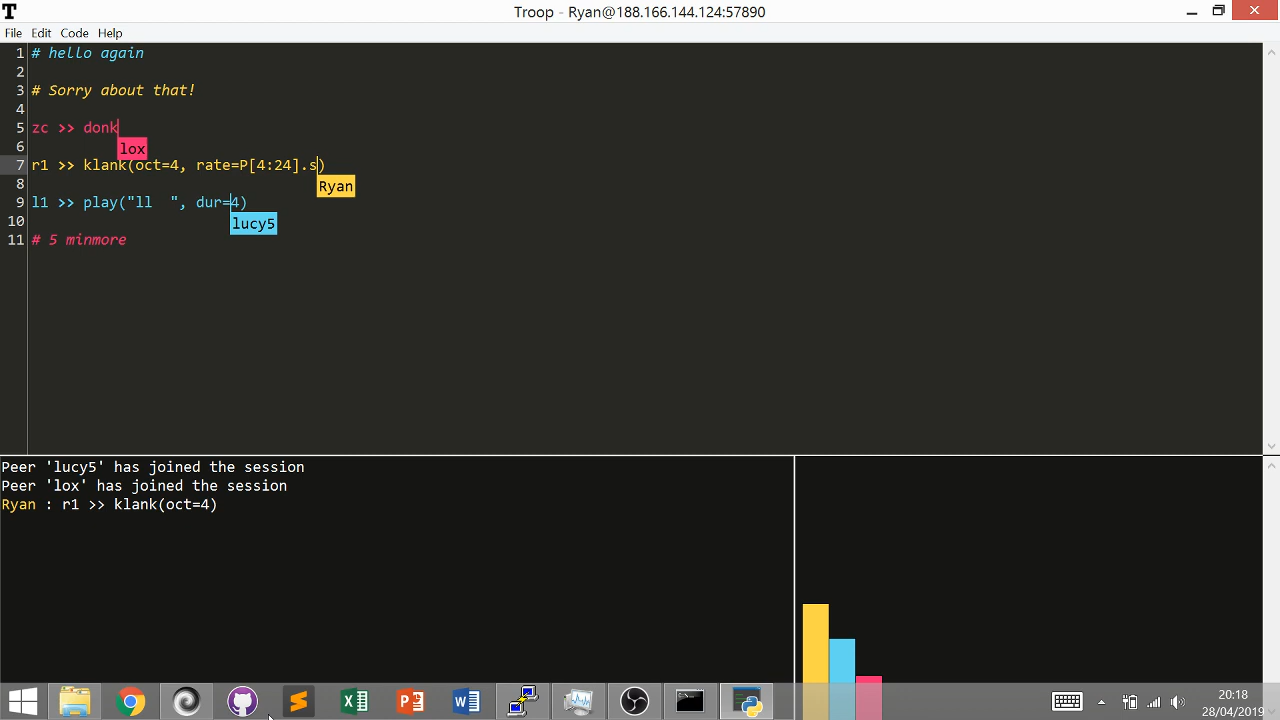 Troop - Ryan@188.166.144.124:57890
File Edit Code Help
1 # hello again
2
3 # Sorry about that!
4
5 zc >> donk
lox
6
7 r1 >> klank(oct=4, rate=P[4:24].s)
8
Ryan
9 l1 >> play("ll  ", dur=4)
10
lucy5
11 # 5 minmore
Peer 'lucy5' has joined the session
Peer 'lox' has joined the session
Ryan : r1 >> klank(oct=4)
20:18
28/04/2019